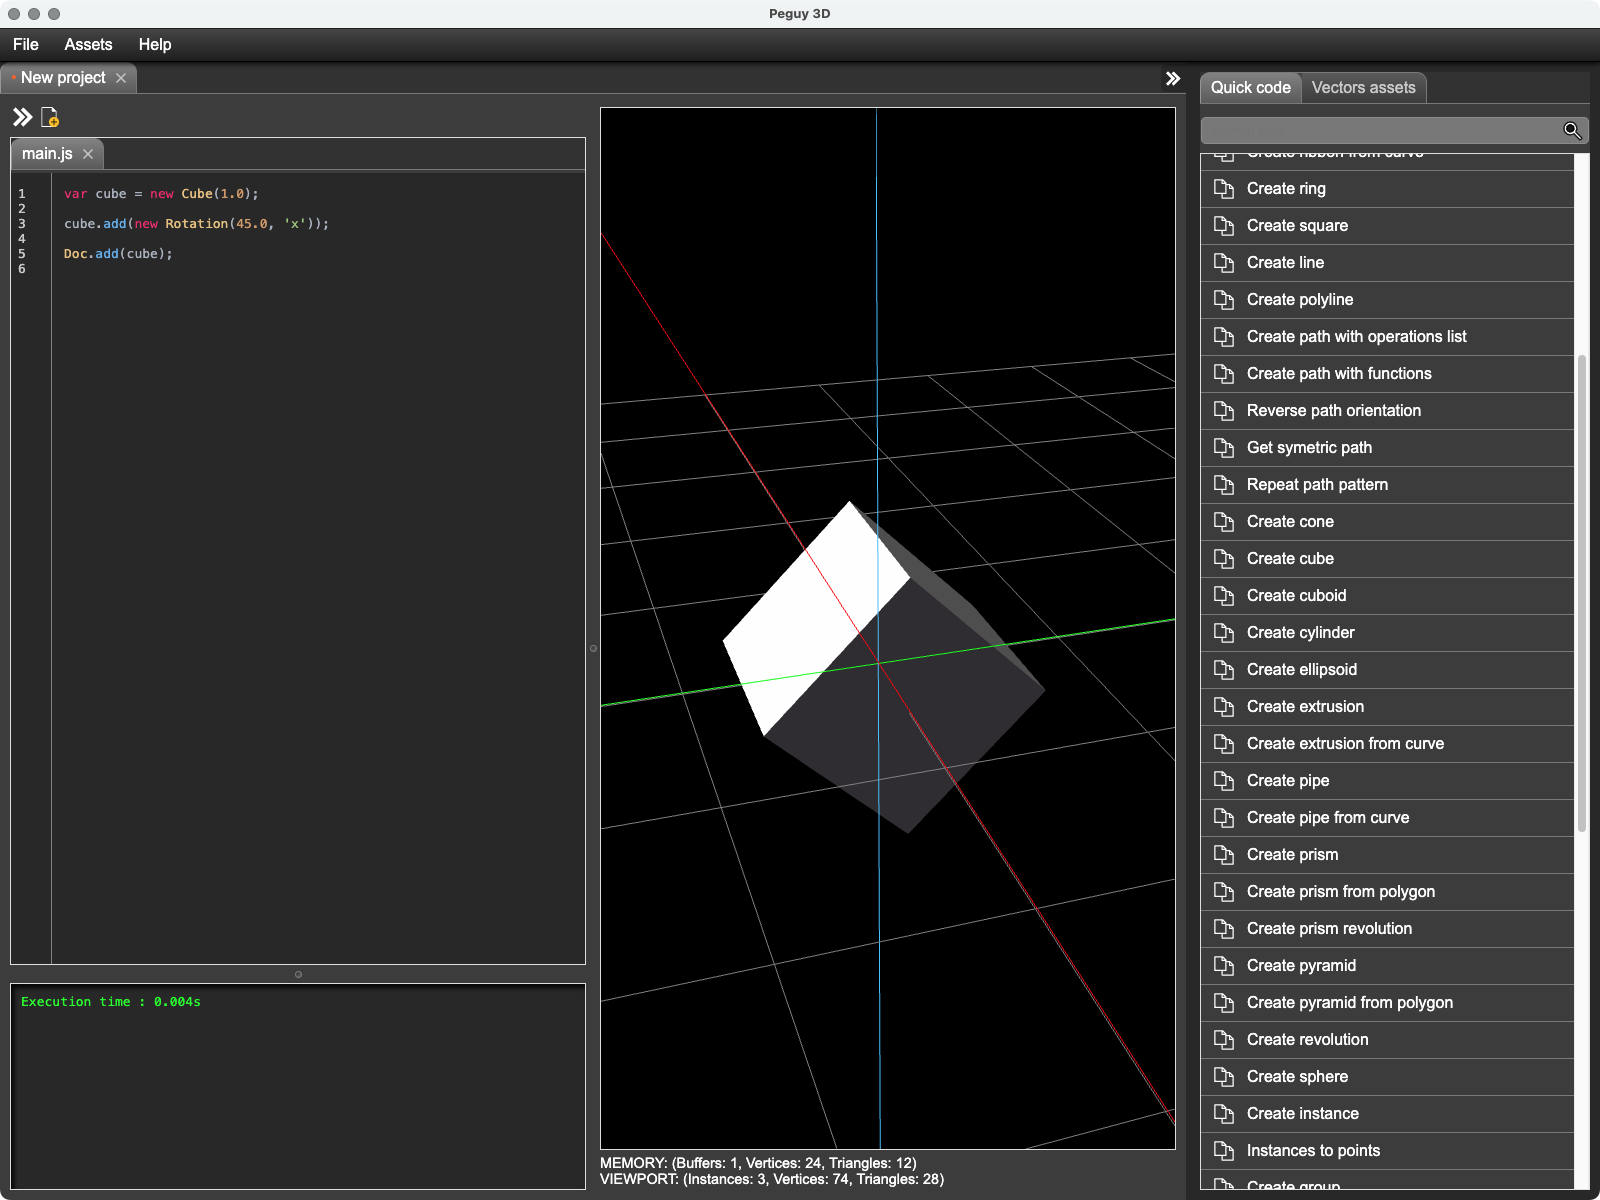 Peguy 3D
File Assets Help
New project
main.js
1 var cube = new Cube(1.0);
2
3 cube.add(new Rotation(45.0, 'x'));
4
5 Doc.add(cube);
6
Execution time : 0.004s
MEMORY: (Buffers: 1, Vertices: 24, Triangles: 12)
VIEWPORT: (Instances: 3, Vertices: 74, Triangles: 28)
Quick code Vectors assets
Create ribbon from curve
Create ring
Create square
Create line
Create polyline
Create path with operations list
Create path with functions
Reverse path orientation
Get symetric path
Repeat path pattern
Create cone
Create cube
Create cuboid
Create cylinder
Create ellipsoid
Create extrusion
Create extrusion from curve
Create pipe
Create pipe from curve
Create prism
Create prism from polygon
Create prism revolution
Create pyramid
Create pyramid from polygon
Create revolution
Create sphere
Create instance
Instances to points
Create group